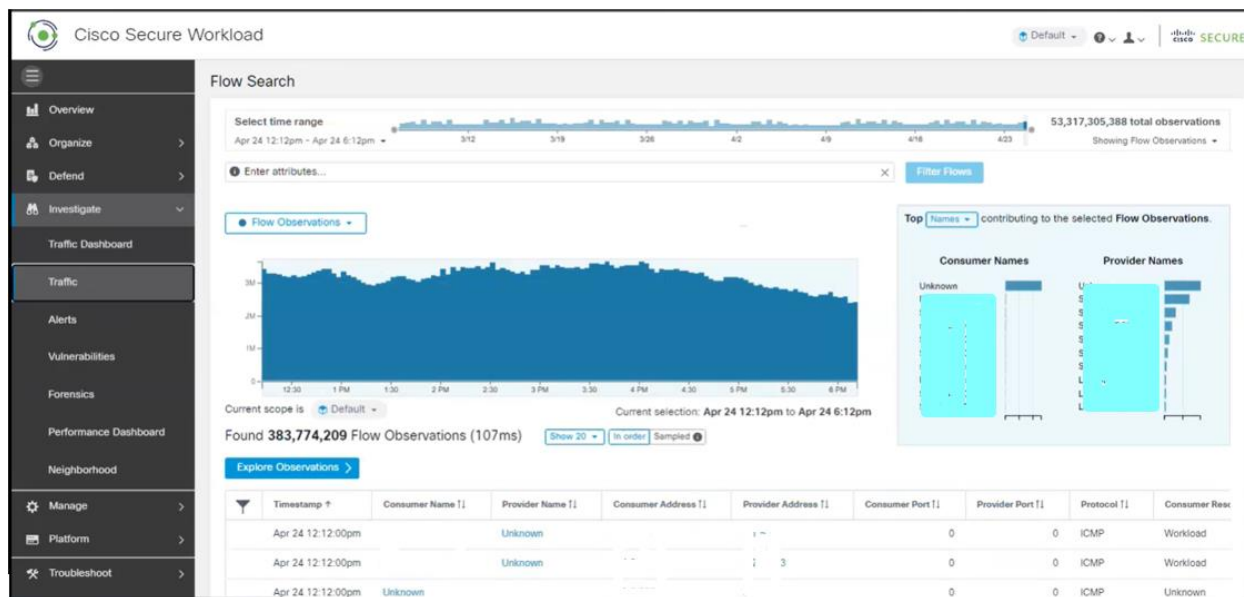 Cisco Secure Workload
Default
CISCO SECURE
Flow Search
Overview
Organize
Defend
Investigate
Traffic Dashboard
Traffic
Alerts
Vulnerabilities
Forensics
Performance Dashboard
Neighborhood
Manage
Platform
Troubleshoot
Select time range
Apr 24 12:12pm - Apr 24 6:12pm
3/12 3/19 3/26 4/2 4/9 4/16 4/23
53,317,305,388 total observations
Showing Flow Observations
Enter attributes...
Filter Flows
Flow Observations
3M
2M
1M
0
12:30 1 PM 1:30 2 PM 2:30 3 PM 3:30 4 PM 4:30 5 PM 5:30 6 PM
Top Names contributing to the selected Flow Observations.
Consumer Names Provider Names
Unknown
Current scope is Default
Current selection: Apr 24 12:12pm to Apr 24 6:12pm
Found 383,774,209 Flow Observations (107ms) Show 20 In order Sampled
Explore Observations
Timestamp Consumer Name Provider Name Consumer Address Provider Address Consumer Port Provider Port Protocol Consumer Reso
Apr 24 12:12:00pm Unknown 0 0 ICMP Workload
Apr 24 12:12:00pm Unknown 3 0 0 ICMP Workload
Apr 24 12:12:00pm Unknown 0 0 ICMP Unknown